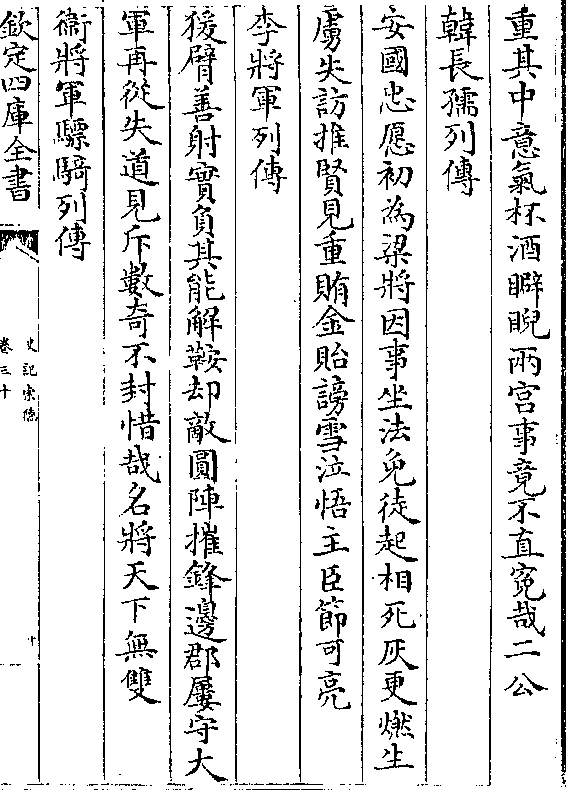 重其中意氣杯酒睥睨兩宫事竟不直寃哉二公
韓長孺列傳
安國忠愿初為梁將因事坐法免徒起相死灰更燃生
虜失訪推賢見重賄金貽謗雪泣悟主臣節可亮
李將軍列傳
猨臂善射實負其能解鞍却敵圓陣摧鋒邊郡屢守大
軍再從失道見斥數奇不封惜哉名將天下無雙
衛將軍驃騎列傳
欽定四庫全書
史記索隱
卷三十
十